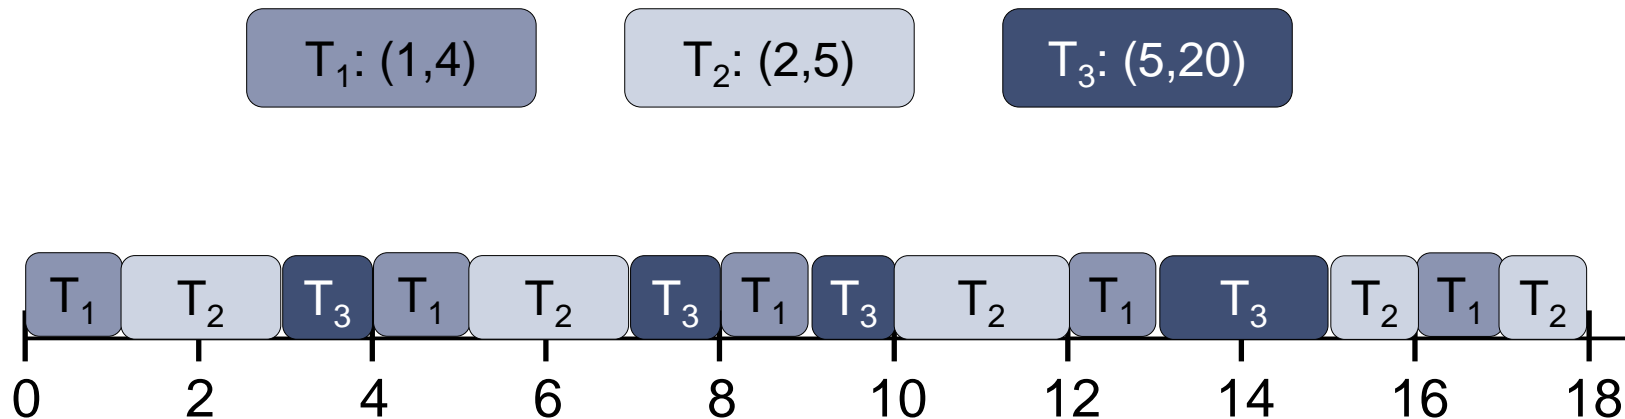 T₁: (1,4) T₂: (2,5) T₃: (5,20)
T₁ T₂ T₃ T₁ T₂ T₃ T₁ T₃ T₂ T₁ T₃ T₂ T₁ T₂
0 2 4 6 8 10 12 14 16 18